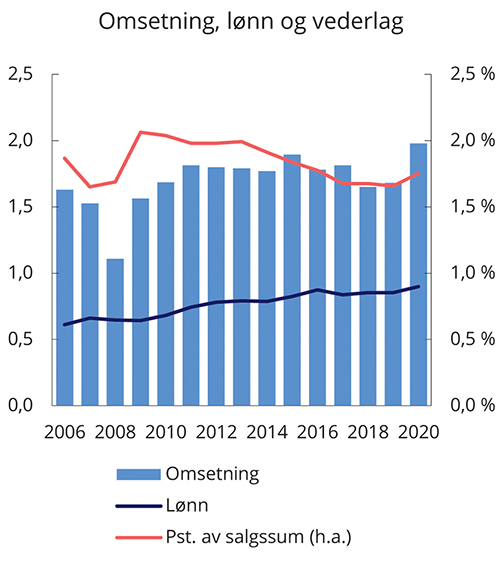 Omsetning, lønn og vederlag
2,5 2,5 %
2,0 2,0 %
1,5 1,5 %
1,0 1,0 %
0,5 0,5 %
0,0 0,0 %
2006 2008 2010 2012 2014 2016 2018 2020
Omsetning
Lønn
Pst. av salgssum (h.a.)